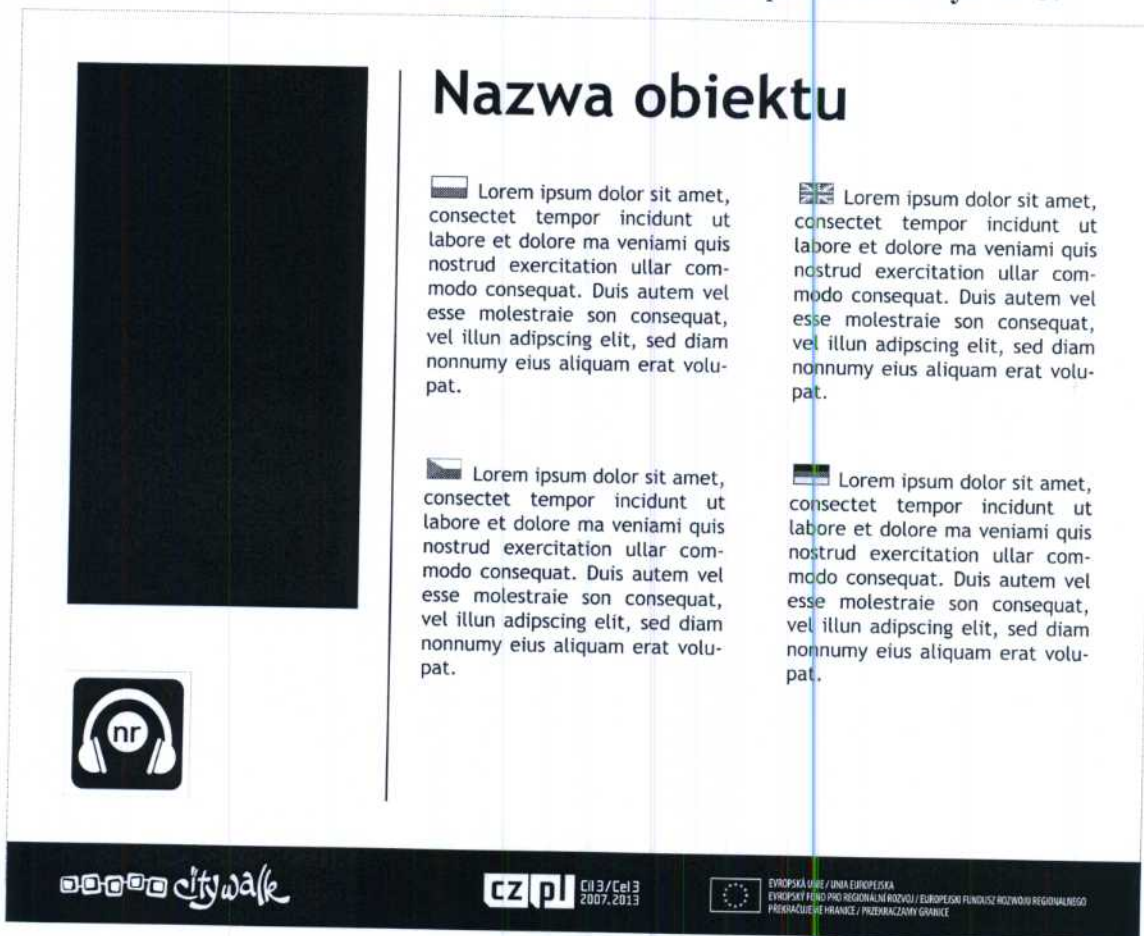 Nazwa obiektu
Lorem ipsum dolor sit amet,
consectet tempor incidunt ut
labore et dolore ma veniami quis
nostrud exercitation ullar com-
modo consequat. Duis autem vel
esse molestraie son consequat,
vel illun adipscing elit, sed diam
nonnumy eius aliquam erat volu-
pat.
Lorem ipsum dolor sit amet,
consectet tempor incidunt ut
labore et dolore ma veniami quis
nostrud exercitation ullar com-
modo consequat. Duis autem vel
esse molestraie son consequat,
vel illun adipscing elit, sed diam
nonnumy eius aliquam erat volu-
pat.
Lorem ipsum dolor sit amet,
consectet tempor incidunt ut
labore et dolore ma veniami quis
nostrud exercitation ullar com-
modo consequat. Duis autem vel
esse molestraie son consequat,
vel illun adipscing elit, sed diam
nonnumy eius aliquam erat volu-
pat.
Lorem ipsum dolor sit amet,
consectet tempor incidunt ut
labore et dolore ma veniami quis
nostrud exercitation ullar com-
modo consequat. Duis autem vel
esse molestraie son consequat,
vel illun adipscing elit, sed diam
nonnumy eius aliquam erat volu-
pat.
nr
city walk
cz pl
Cíl 3/Cel 3
2007.2013
EVROPSKÁ UNIE / UNIA EUROPEJSKA
EVROPSKÝ FOND PRO REGIONÁLNÍ ROZVOJ / EUROPEJSKI FUNDUSZ ROZWOJU REGIONALNEGO
PŘEKRAČUJEME HRANICE / PRZEKRACZAMY GRANICE